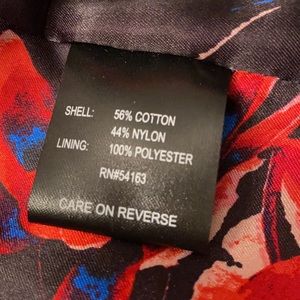 SHELL: 56% COTTON
44% NYLON
LINING: 100% POLYESTER
RN#54163
CARE ON REVERSE